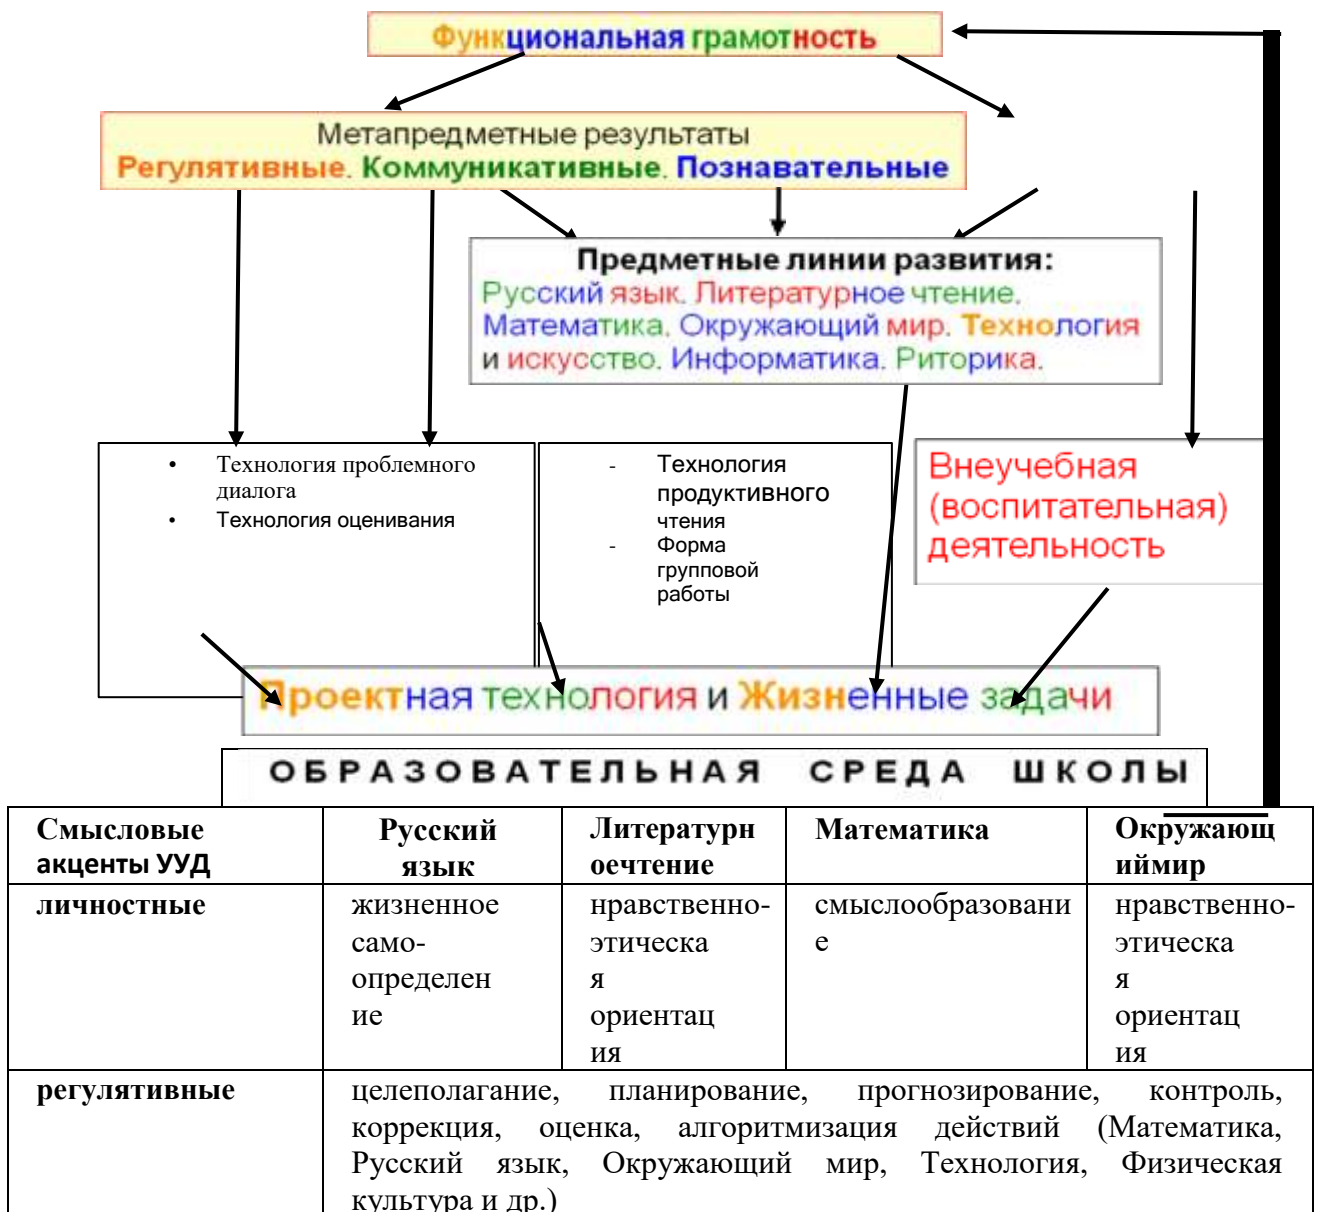 Функциональная грамотность
Метапредметные результаты
Регулятивные. Коммуникативные. Познавательные
Предметные линии развития:
Русский язык. Литературное чтение.
Математика. Окружающий мир. Технология
и искусство. Информатика. Риторика.
• Технология проблемного
диалога
• Технология оценивания
- Технология
продуктивного
чтения
- Форма
групповой
работы
Внеучебная
(воспитательная)
деятельность
Проектная технология и Жизненные задачи
ОБРАЗОВАТЕЛЬНАЯ СРЕДА ШКОЛЫ
Смысловые
акценты УУД
Русский
язык
Литературн
оечтение
Математика
Окружающ
иймир
личностные
жизненное
само-
определен
ие
нравственно-
этическа
я
ориентац
ия
смыслообразовани
е
нравственно-
этическа
я
ориентац
ия
регулятивные
целеполагание, планирование, прогнозирование, контроль,
коррекция, оценка, алгоритмизация действий (Математика,
Русский язык, Окружающий мир, Технология, Физическая
культура и др.)